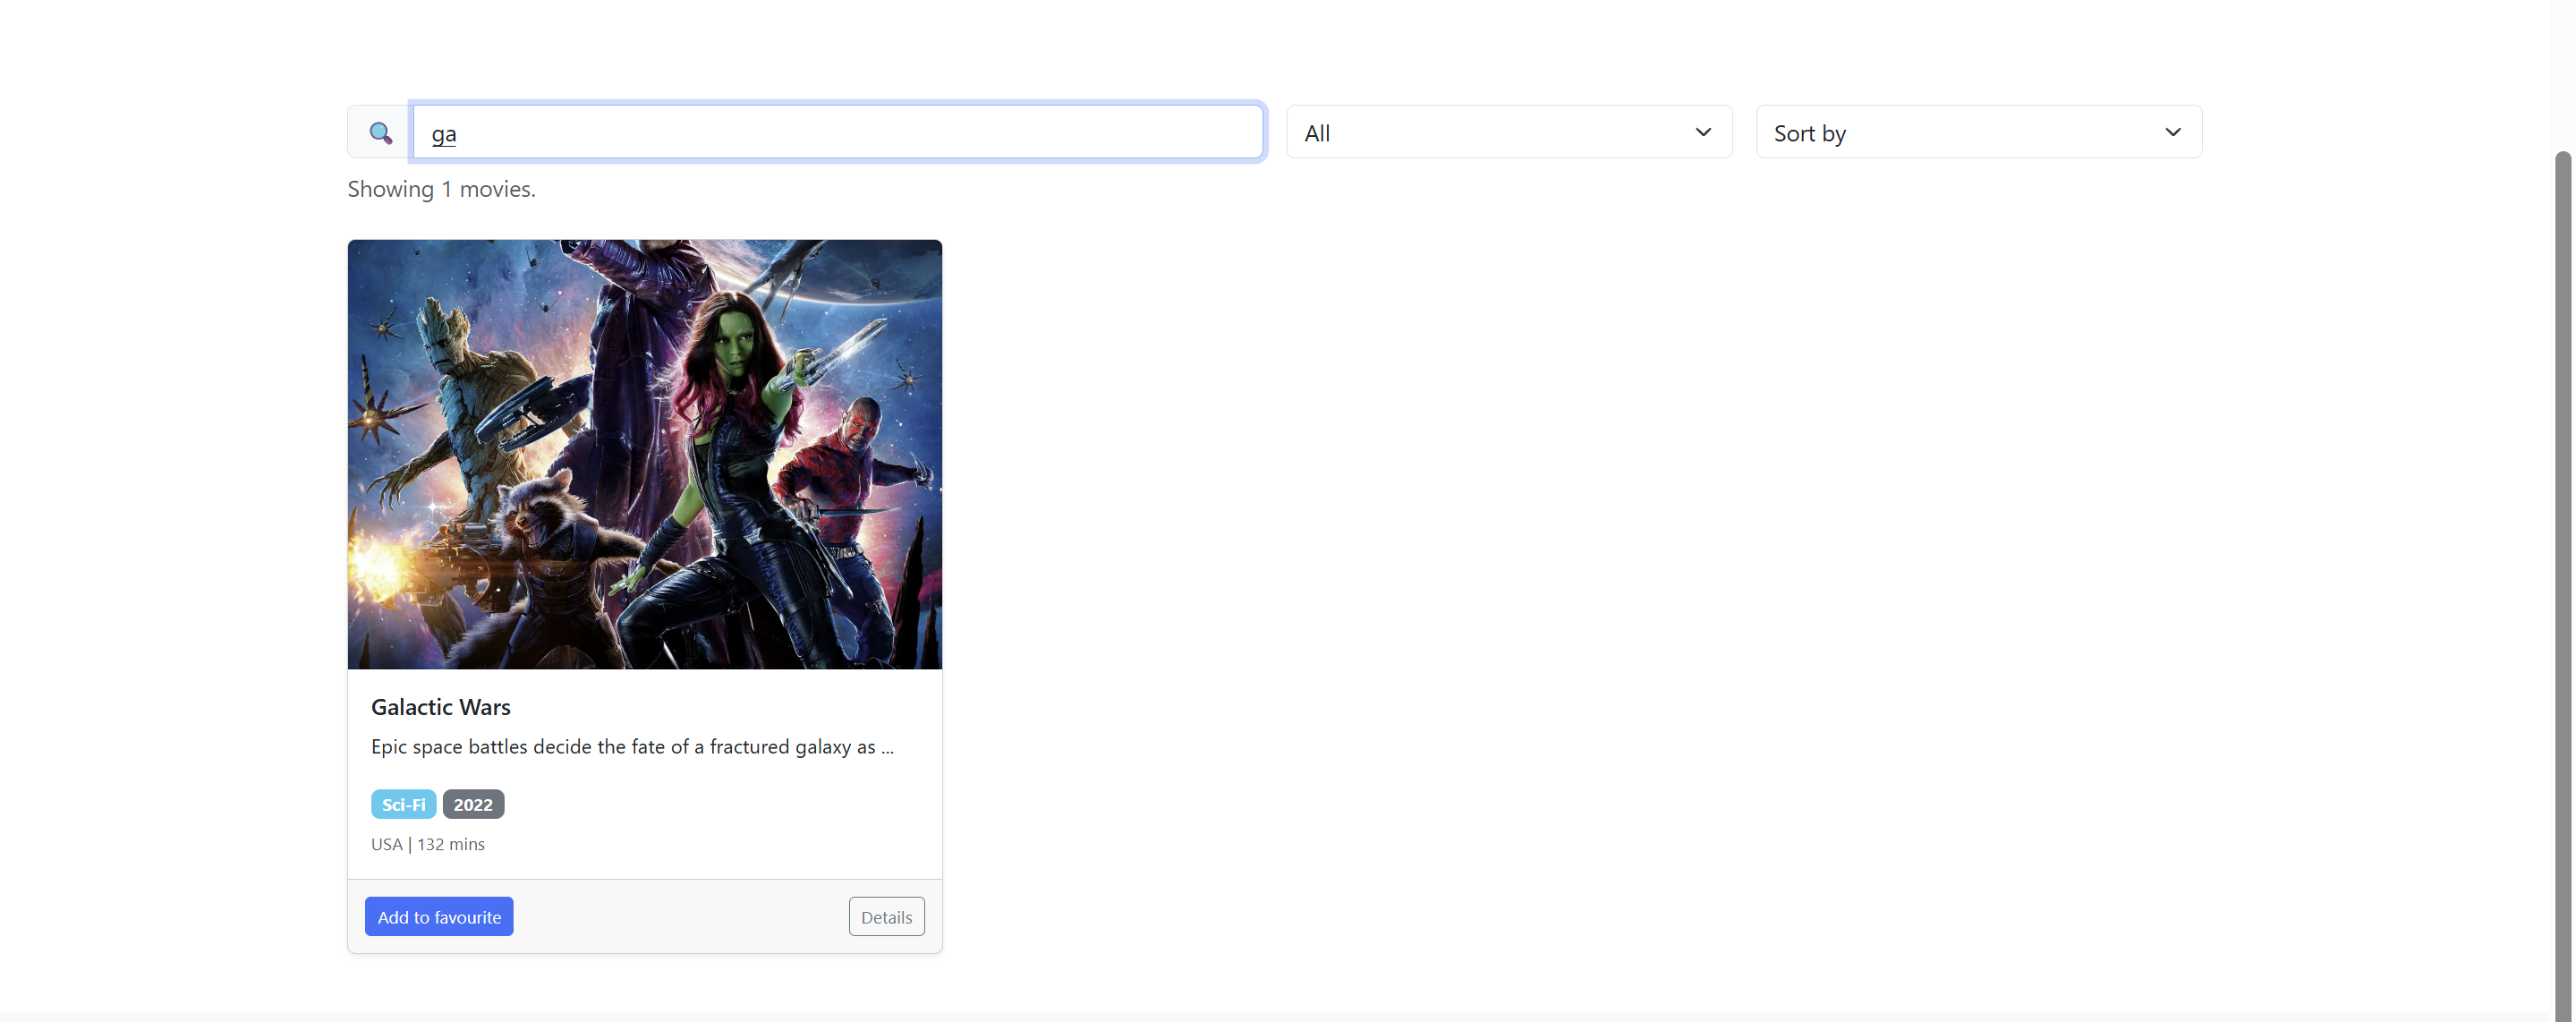 ga
All
Sort by
Showing 1 movies.
Galactic Wars
Epic space battles decide the fate of a fractured galaxy as ...
Sci-Fi 2022
USA | 132 mins
Add to favourite
Details